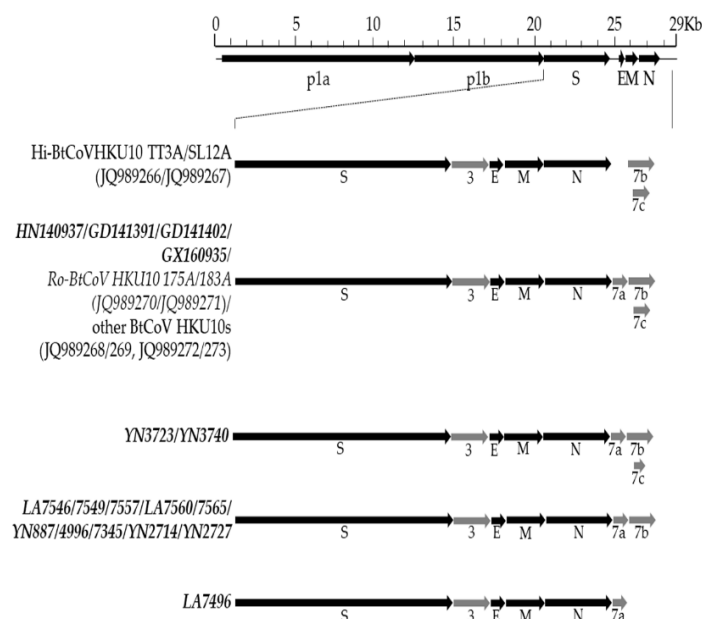 0 5 10 15 20 25 29Kb
p1a p1b S E M N
Hi-BtCoVHKU10 TT3A/SL12A
(JQ989266/JQ989267)
S 3 E M N 7b
7c
HN140937/GD141391/GD141402/
GX160935/
Ro-BtCoV HKU10 175A/183A
(JQ989270/JQ989271)/
other BtCoV HKU10s
(JQ989268/269, JQ989272/273)
S 3 E M N 7a 7b
7c
YN3723/YN3740
S 3 E M N 7a 7b
7c
LA7546/7549/7557/LA7560/7565/
YN887/4996/7345/YN2714/YN2727
S 3 E M N 7a 7b
LA7496
S 3 E M N 7a